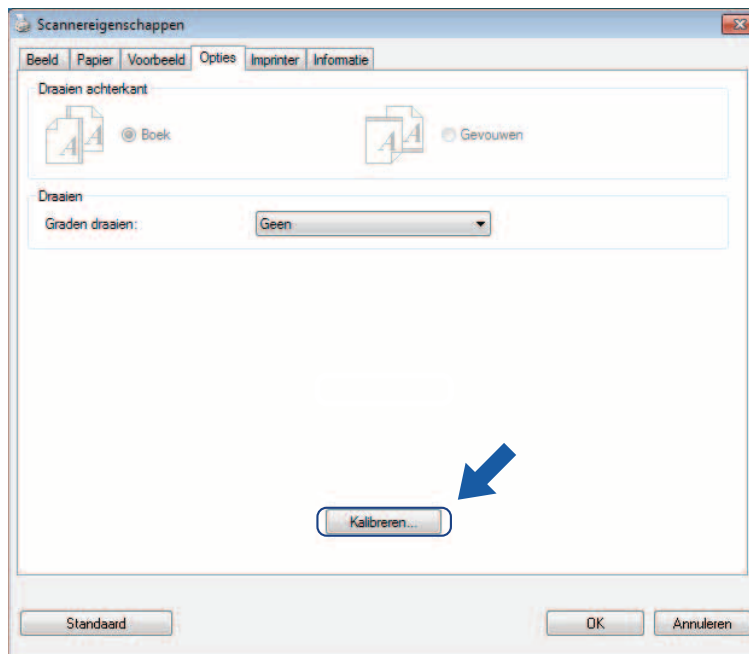 Scannereigenschappen
Beeld Papier Voorbeeld Opties Imprinter Informatie
Draaien achterkant
A A Boek A A Gevouwen
Draaien
Graden draaien: Geen
Kalibreren...
Standaard OK Annuleren